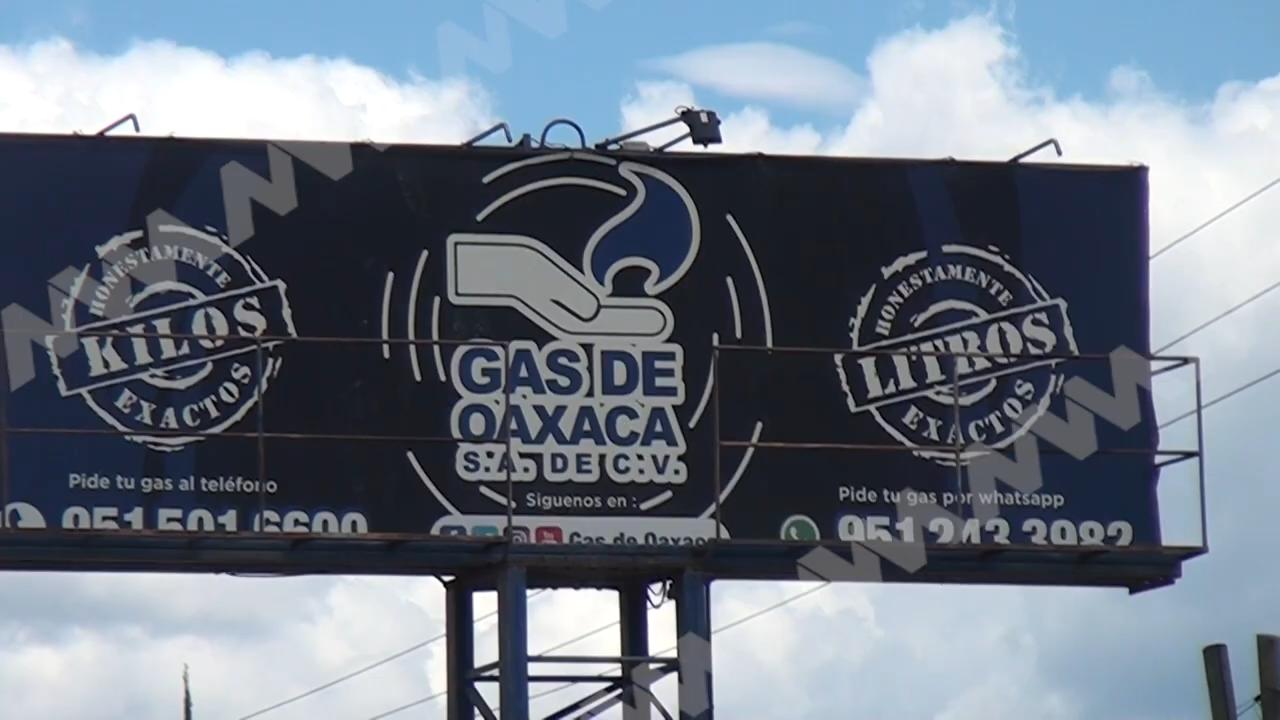 HONESTAMENTE
KILOS
EXACTOS
Pide tu gas al teléfono
951 501 6600
GAS DE
OAXACA
S.A. DE C.V.
Siguenos en :
Gas de Oaxaca
HONESTAMENTE
LITROS
EXACTOS
Pide tu gas por whatsapp
951 243 3982